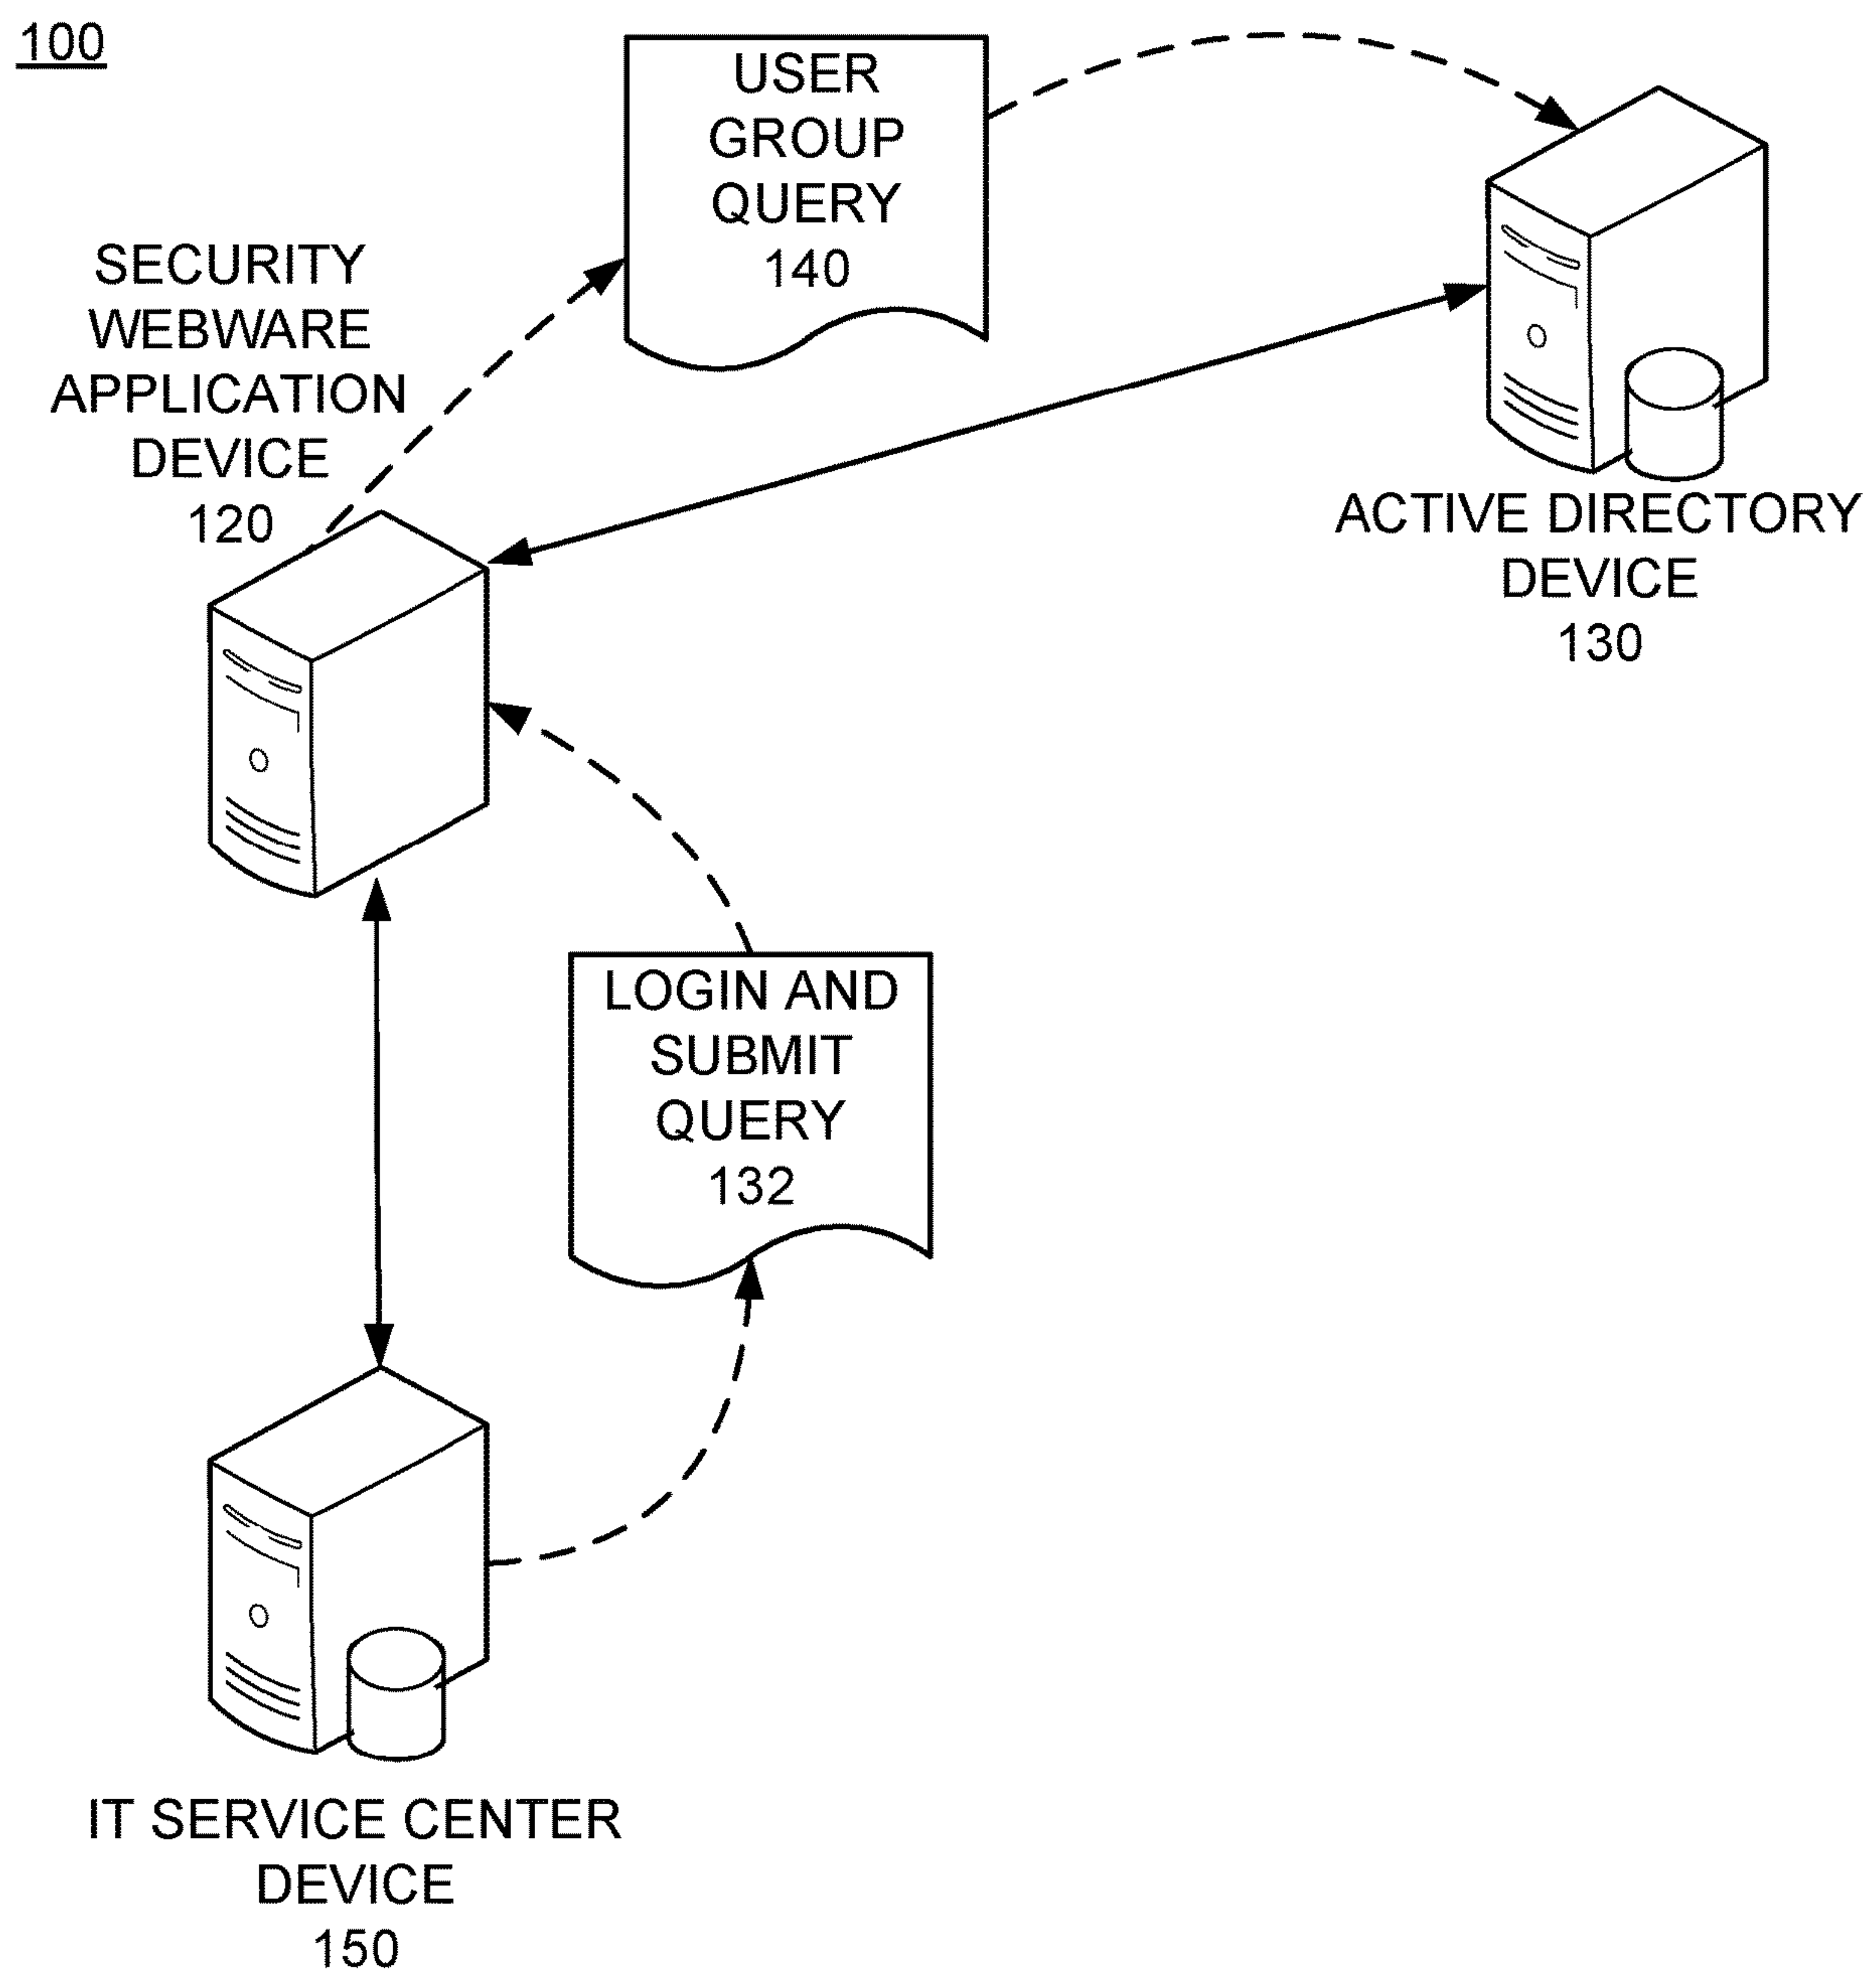 100
USER
GROUP
QUERY
140
SECURITY
WEBWARE
APPLICATION
DEVICE
120
ACTIVE DIRECTORY
DEVICE
130
LOGIN AND
SUBMIT
QUERY
132
IT SERVICE CENTER
DEVICE
150